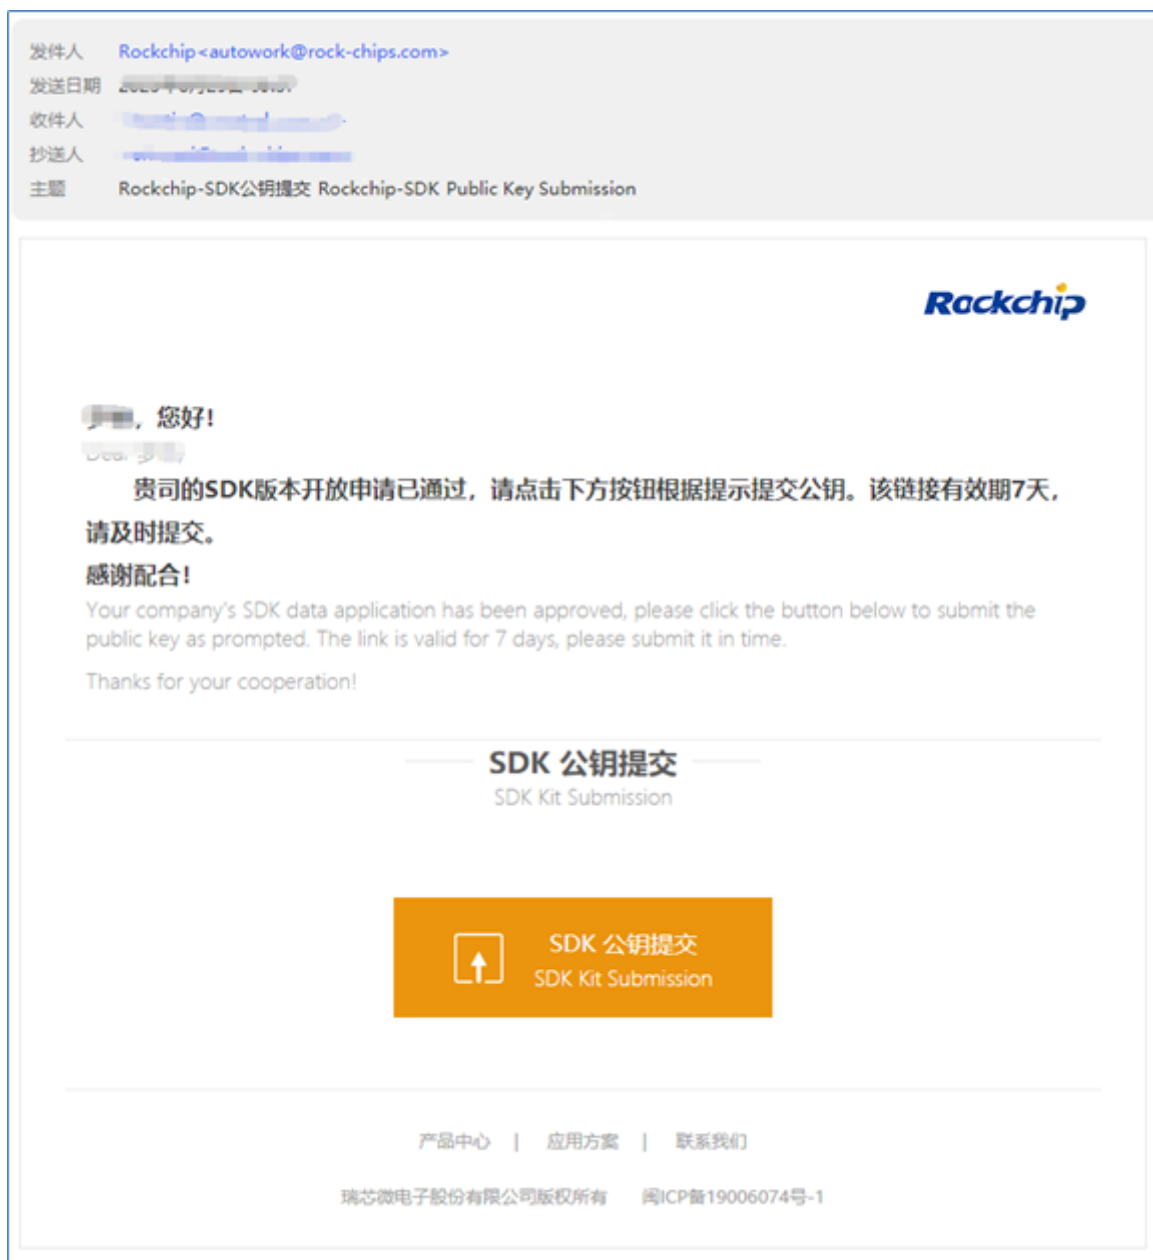 发件人 Rockchip<autowork@rock-chips.com>
发送日期
收件人
抄送人
主题 Rockchip-SDK公钥提交 Rockchip-SDK Public Key Submission
Rockchip
，您好!
Dear
贵司的SDK版本开放申请已通过，请点击下方按钮根据提示提交公钥。该链接有效期7天，
请及时提交。
感谢配合!
Your company's SDK data application has been approved, please click the button below to submit the
public key as prompted. The link is valid for 7 days, please submit it in time.
Thanks for your cooperation!
SDK 公钥提交
SDK Kit Submission
SDK 公钥提交
SDK Kit Submission
产品中心 | 应用方案 | 联系我们
瑞芯微电子股份有限公司版权所有 闽ICP备19006074号-1